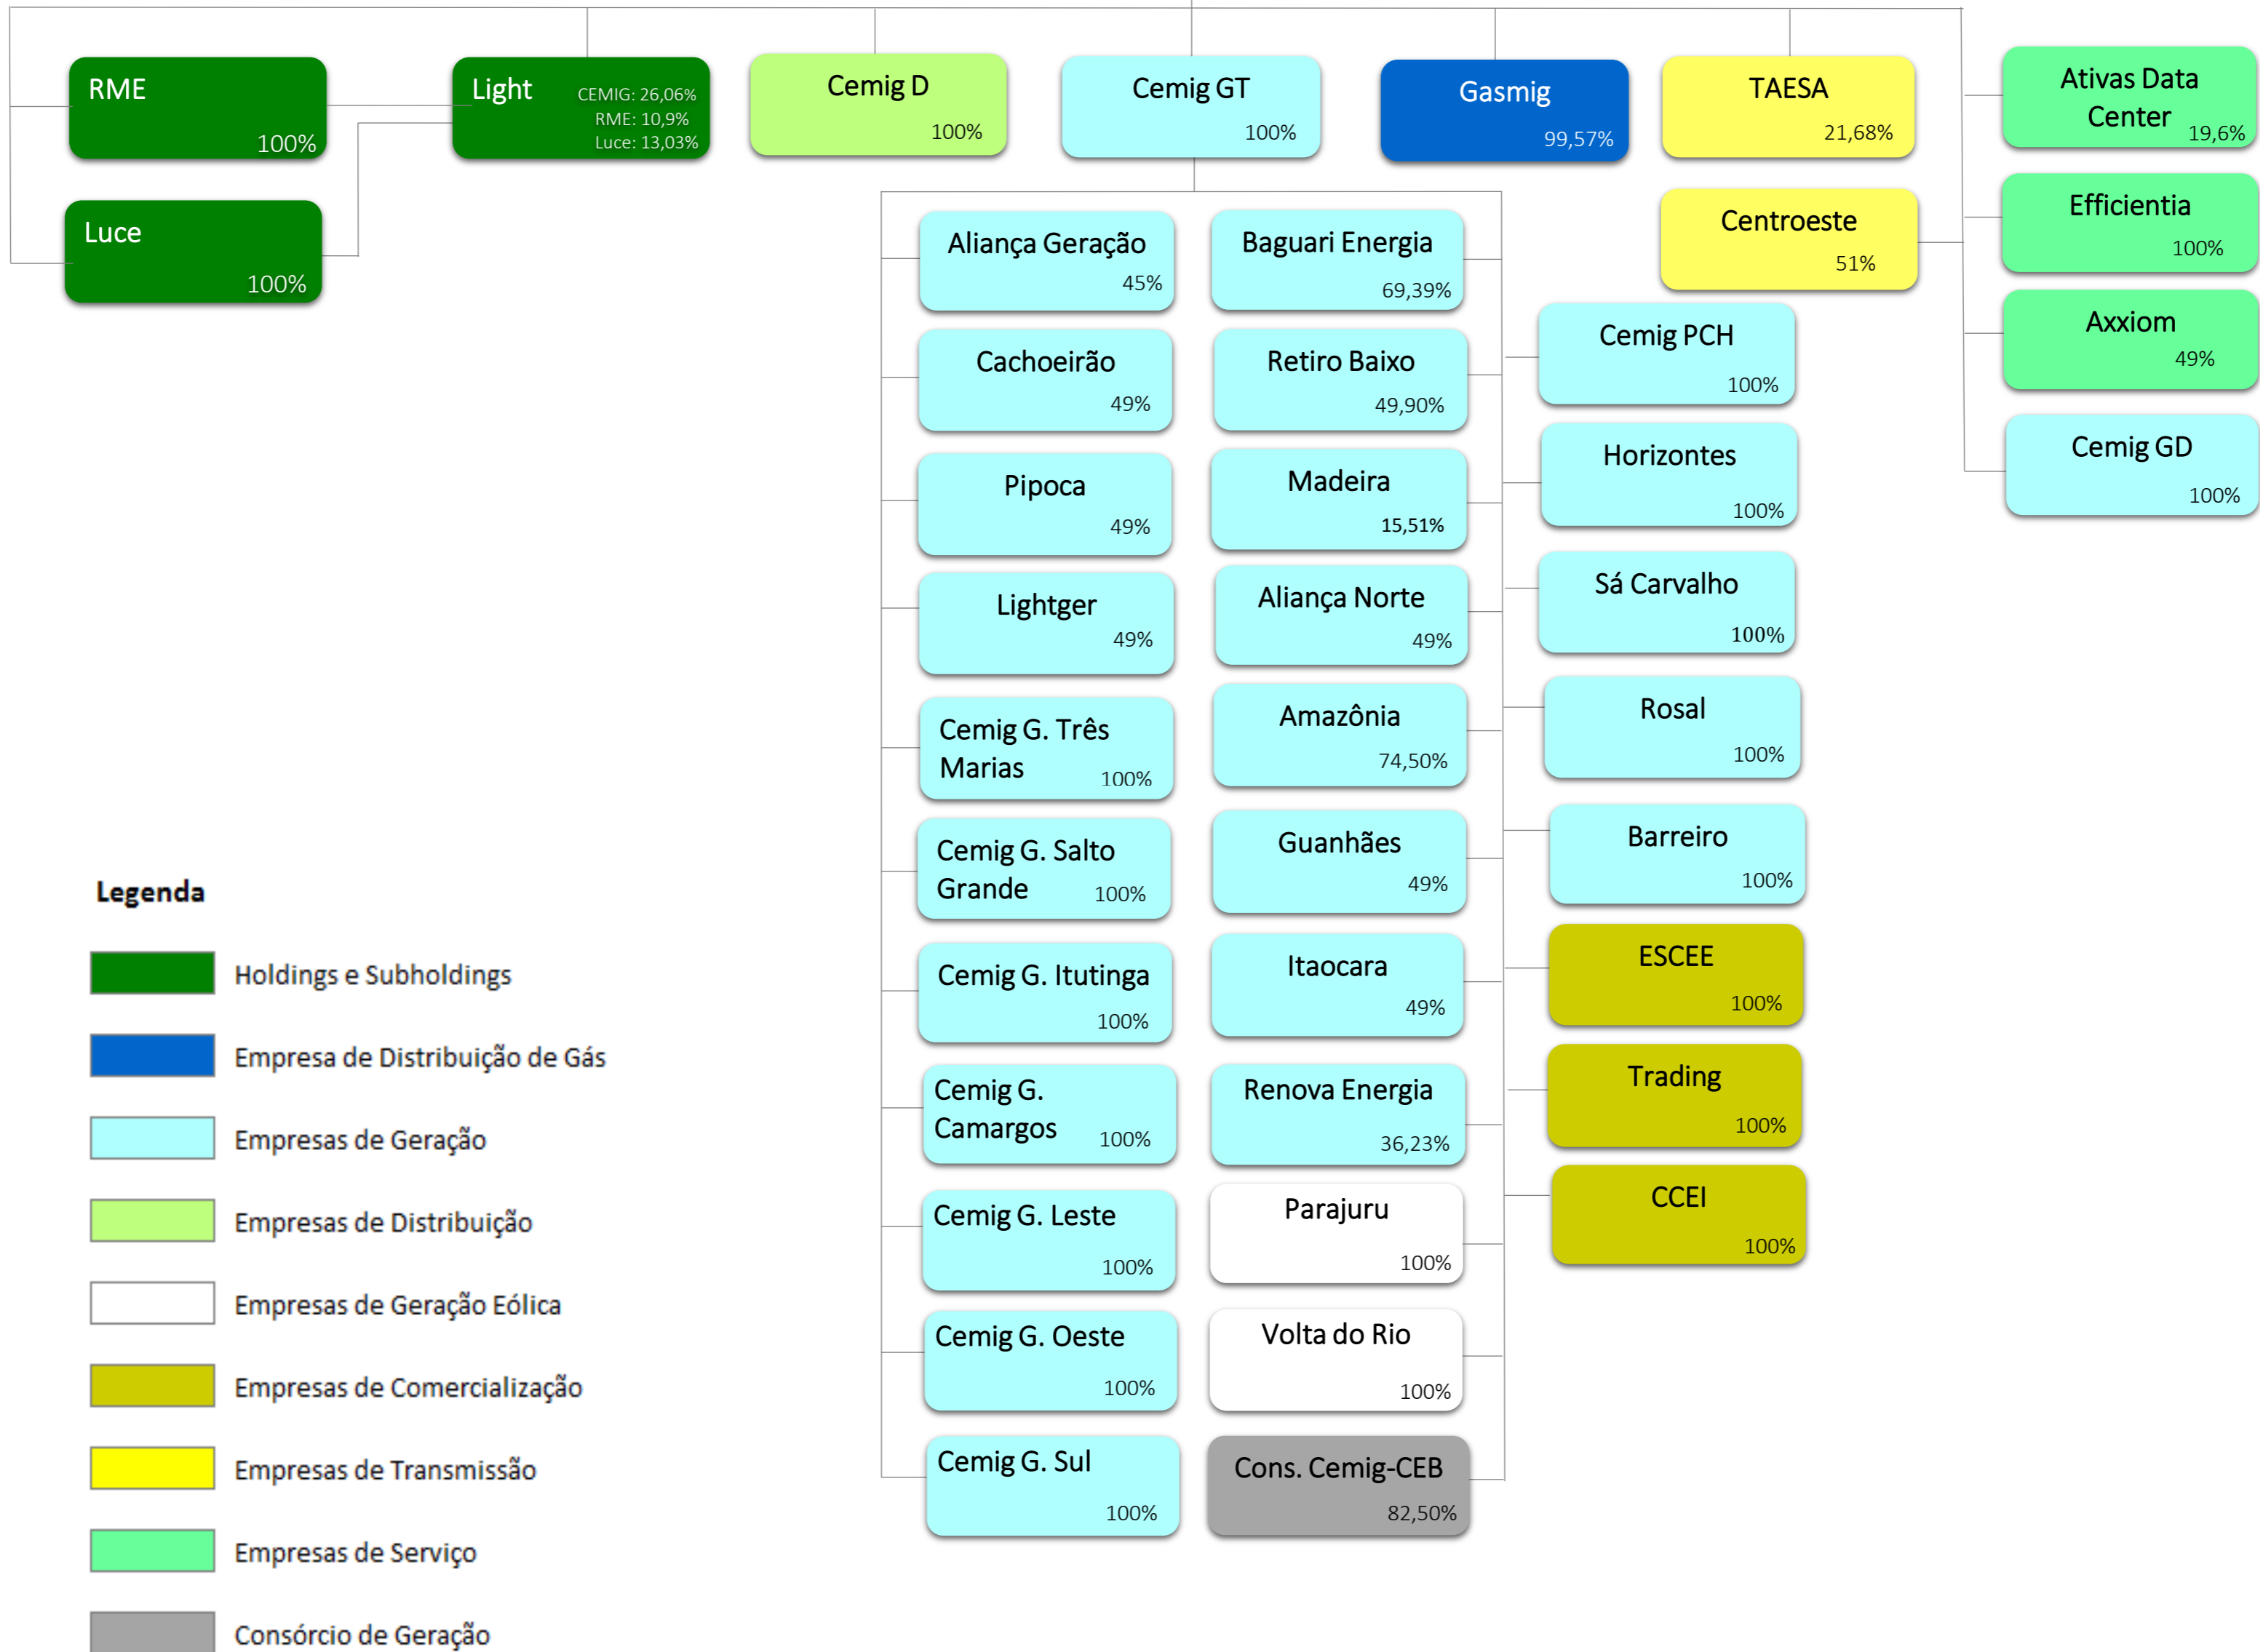 RME
100%
Light
CEMIG: 26,06%
RME: 10,9%
Luce: 13,03%
Cemig D
100%
Cemig GT
100%
Gasmig
99,57%
TAESA
21,68%
Ativas Data
Center
19,6%
Luce
100%
Centroeste
51%
Efficientia
100%
Axxiom
49%
Cemig GD
100%
Aliança Geração
45%
Cachoeirão
49%
Pipoca
49%
Lightger
49%
Cemig G. Três
Marias
100%
Cemig G. Salto
Grande
100%
Cemig G. Itutinga
100%
Cemig G.
Camargos
100%
Cemig G. Leste
100%
Cemig G. Oeste
100%
Cemig G. Sul
100%
Baguari Energia
69,39%
Retiro Baixo
49,90%
Madeira
15,51%
Aliança Norte
49%
Amazônia
74,50%
Guanhães
49%
Itaocara
49%
Renova Energia
36,23%
Parajuru
100%
Volta do Rio
100%
Cons. Cemig-CEB
82,50%
Cemig PCH
100%
Horizontes
100%
Sá Carvalho
100%
Rosal
100%
Barreiro
100%
ESCEE
100%
Trading
100%
CCEI
100%
Legenda
Holdings e Subholdings
Empresa de Distribuição de Gás
Empresas de Geração
Empresas de Distribuição
Empresas de Geração Eólica
Empresas de Comercialização
Empresas de Transmissão
Empresas de Serviço
Consórcio de Geração